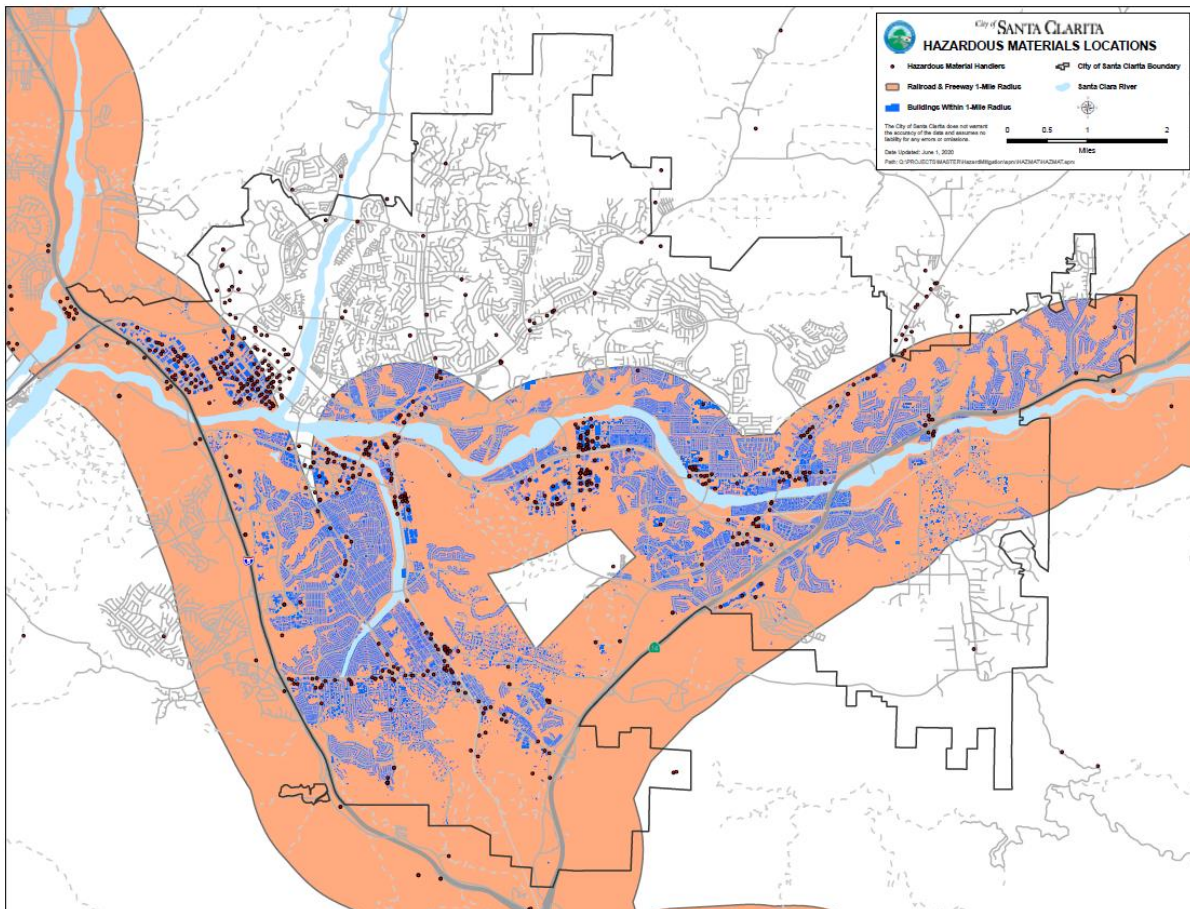 City of SANTA CLARITA
HAZARDOUS MATERIALS LOCATIONS
Hazardous Material Handlers
City of Santa Clarita Boundary
Railroad & Freeway 1-Mile Radius
Santa Clara River
Buildings Within 1-Mile Radius
The City of Santa Clarita does not warrant
the accuracy of the data and assumes no
liability for any errors or omissions.
0 0.5 1 2
Miles
Date Updated: June 1, 2020